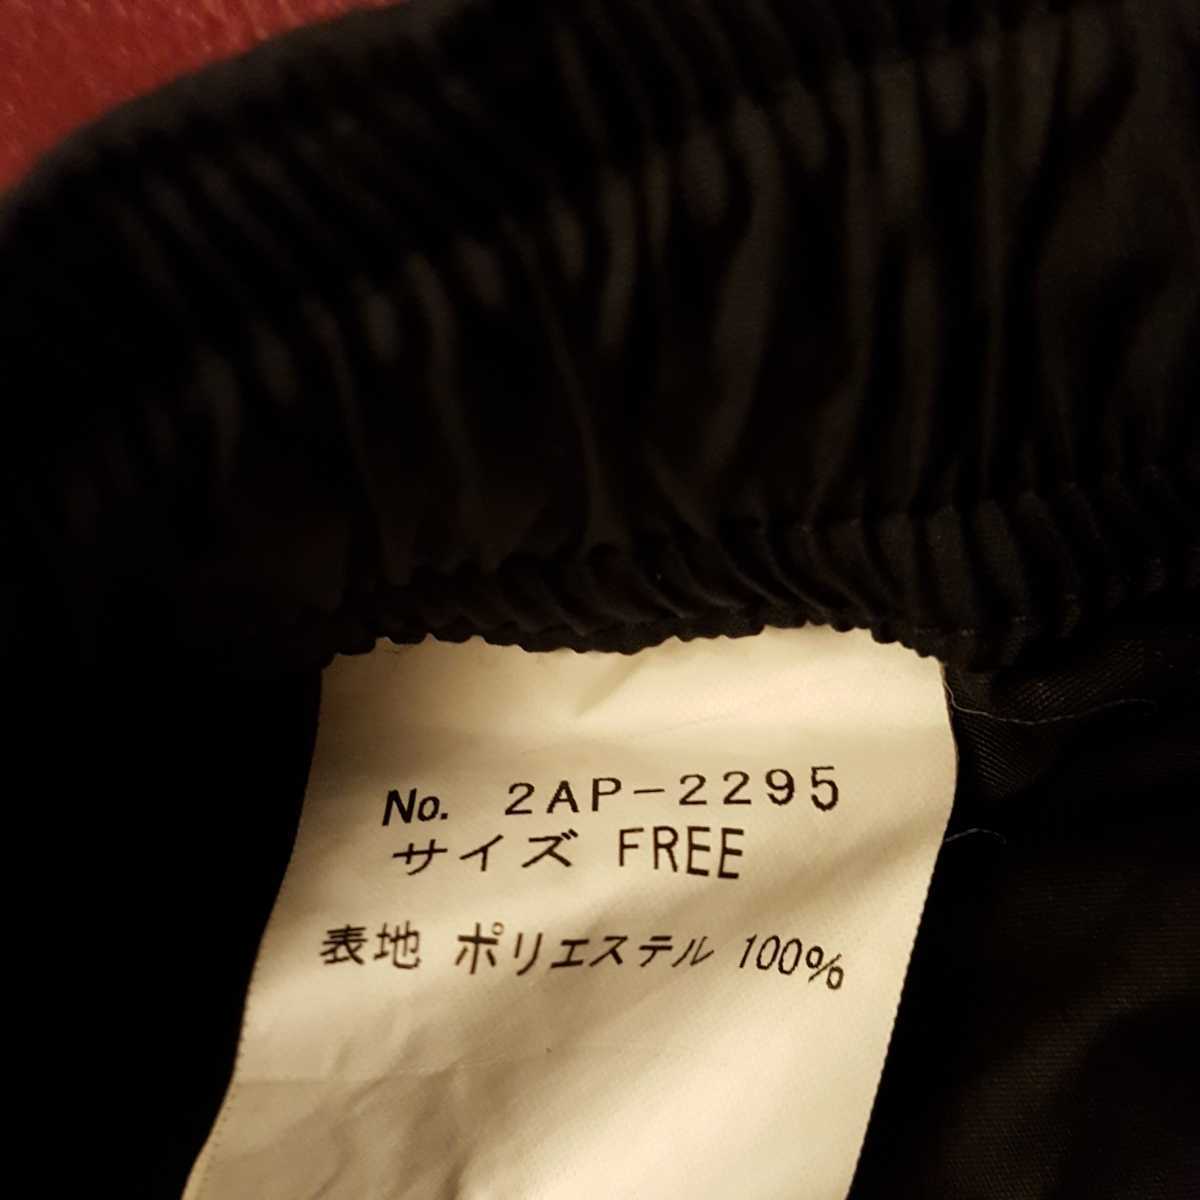 No. 2AP-2295
サイズ FREE
表地 ポリエステル 100%